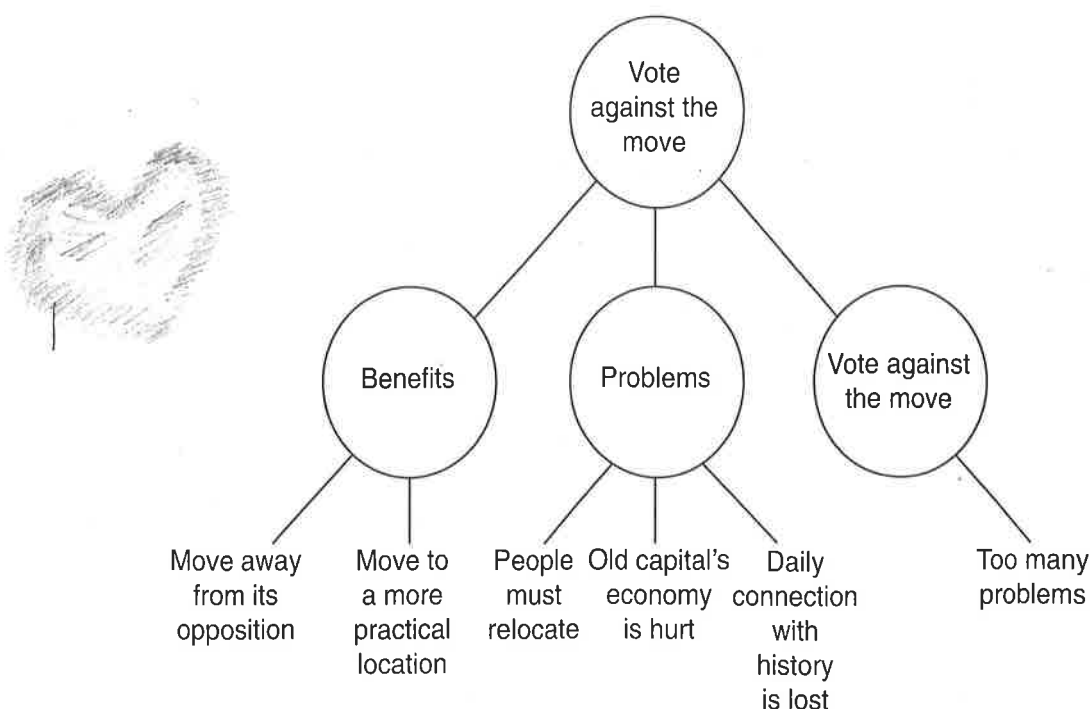 Vote
against the
move
Benefits
Problems
Vote against
the move
Move away
from its
opposition
Move to
a more
practical
location
People
must
relocate
Old capital's
economy
is hurt
Daily
connection
with
history
is lost
Too many
problems